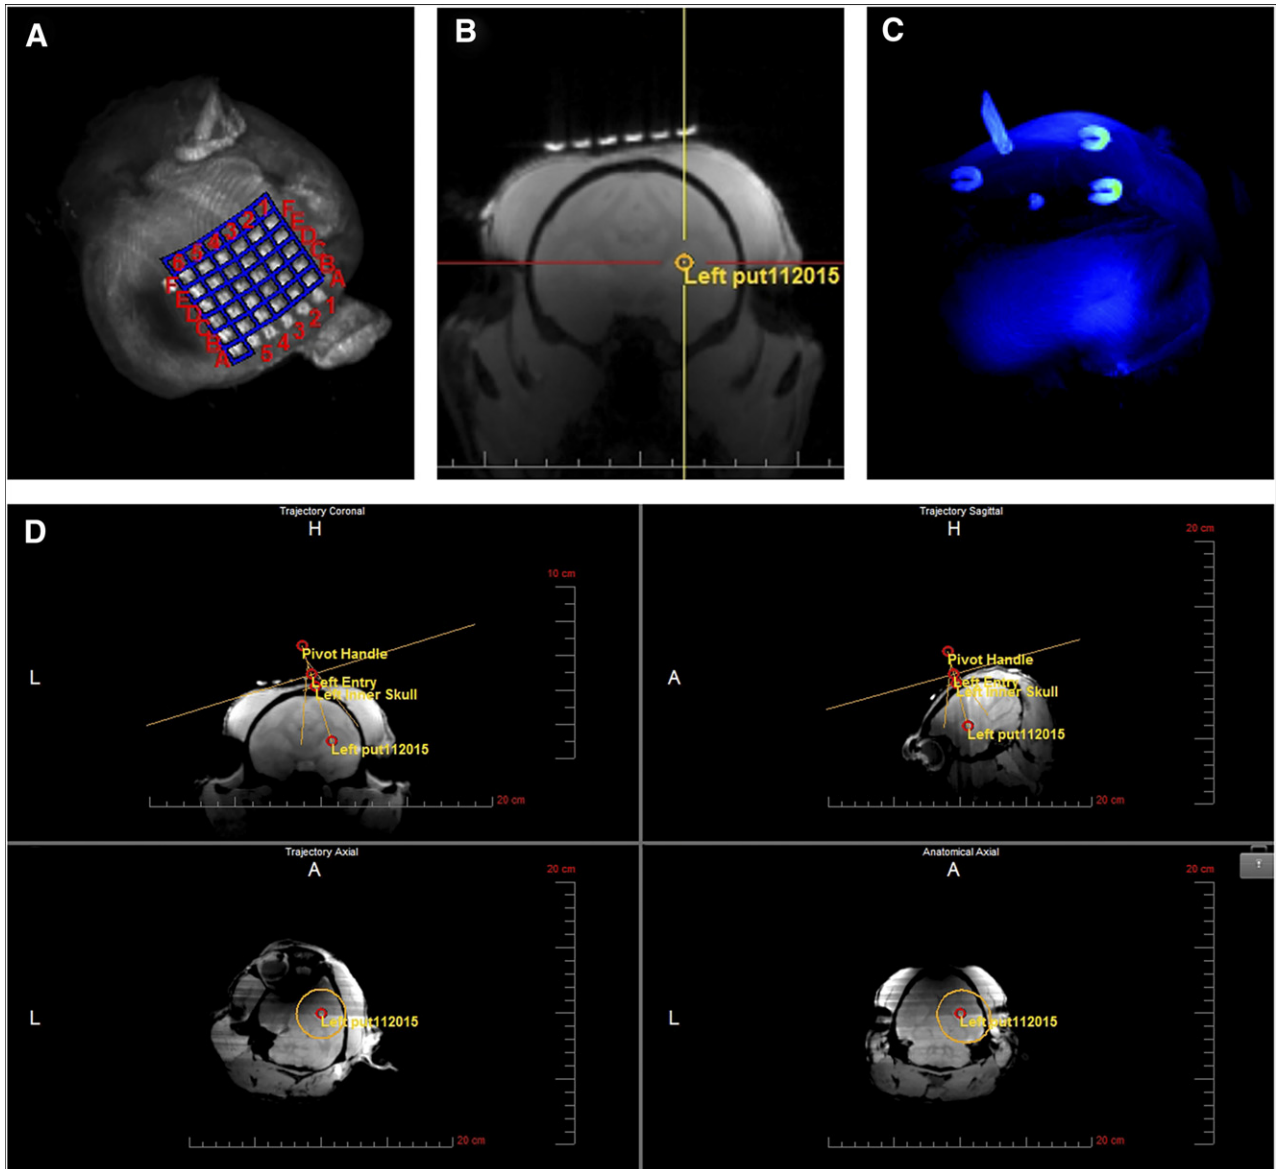 A
1 F
2 E
3 D
4 C
5 B
6 A
F 1
E 2
D 3
C 4
B 5
A
B
Left put112015
C
D
Trajectory Coronal
H
10 cm
Pivot Handle
Left Entry
Left Inner Skull
L
Left put112015
20 cm
Trajectory Sagittal
H
20 cm
Pivot Handle
Left Entry
Left Inner Skull
A
Left put112015
20 cm
Trajectory Axial
A
20 cm
L
Left put112015
20 cm
Anatomical Axial
A
20 cm
L
Left put112015
20 cm